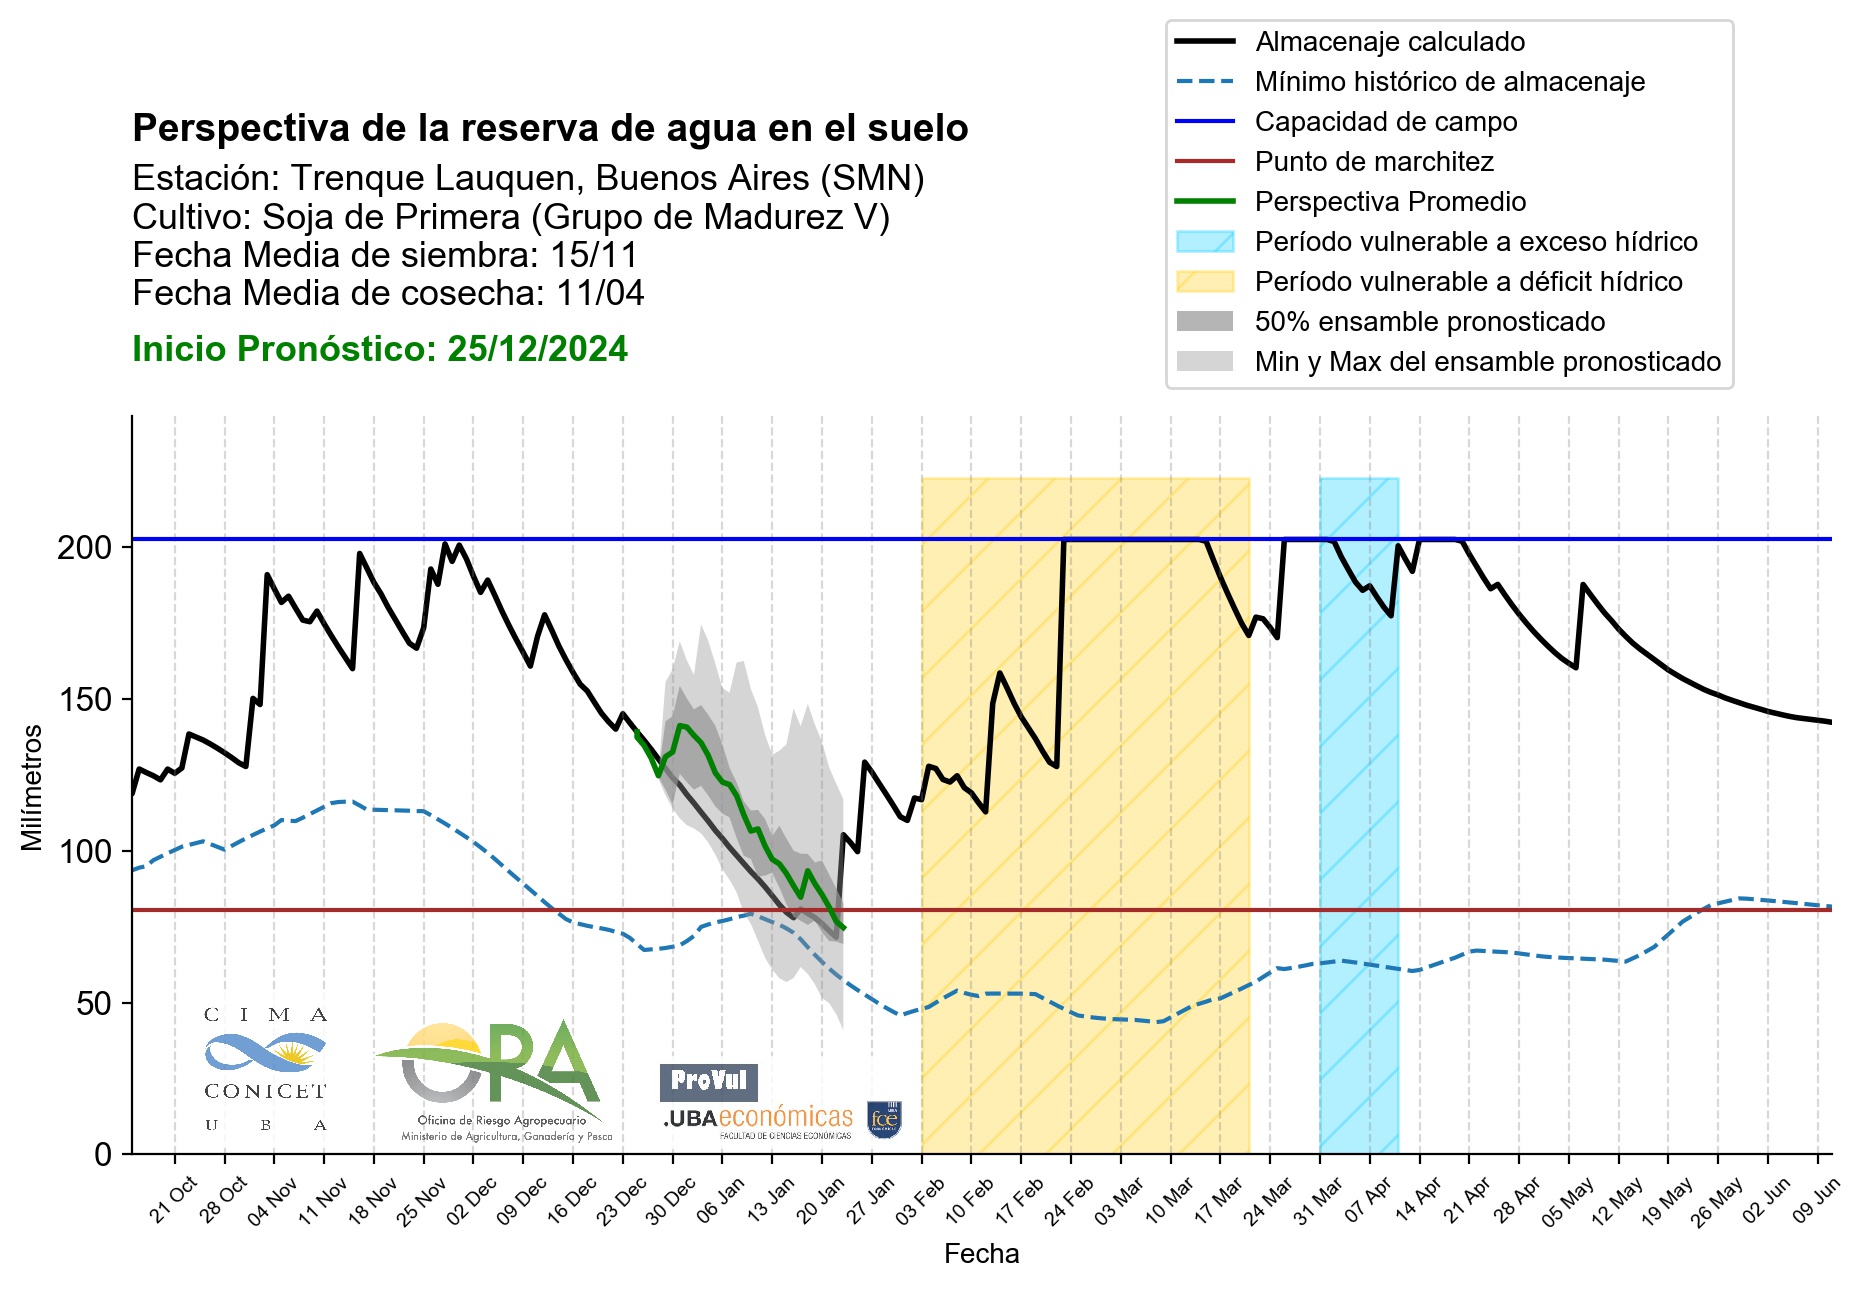 Almacenaje calculado
Mínimo histórico de almacenaje
Capacidad de campo
Punto de marchitez
Perspectiva Promedio
Período vulnerable a exceso hídrico
Período vulnerable a déficit hídrico
50% ensamble pronosticado
Min y Max del ensamble pronosticado
Perspectiva de la reserva de agua en el suelo
Estación: Trenque Lauquen, Buenos Aires (SMN)
Cultivo: Soja de Primera (Grupo de Madurez V)
Fecha Media de siembra: 15/11
Fecha Media de cosecha: 11/04
Inicio Pronóstico: 25/12/2024
Milímetros
200
150
100
50
0
CIMA
CONICET
UBA
ORA
Oficina de Riesgo Agropecuario
Ministerio de Agricultura, Ganadería y Pesca
ProVul
.UBAeconómicas
FACULTAD DE CIENCIAS ECONÓMICAS
UBA
fce
ECONÓMICAS
21 Oct
28 Oct
04 Nov
11 Nov
18 Nov
25 Nov
02 Dec
09 Dec
16 Dec
23 Dec
30 Dec
06 Jan
13 Jan
20 Jan
27 Jan
03 Feb
10 Feb
17 Feb
24 Feb
03 Mar
10 Mar
17 Mar
24 Mar
31 Mar
07 Apr
14 Apr
21 Apr
28 Apr
05 May
12 May
19 May
26 May
02 Jun
09 Jun
Fecha